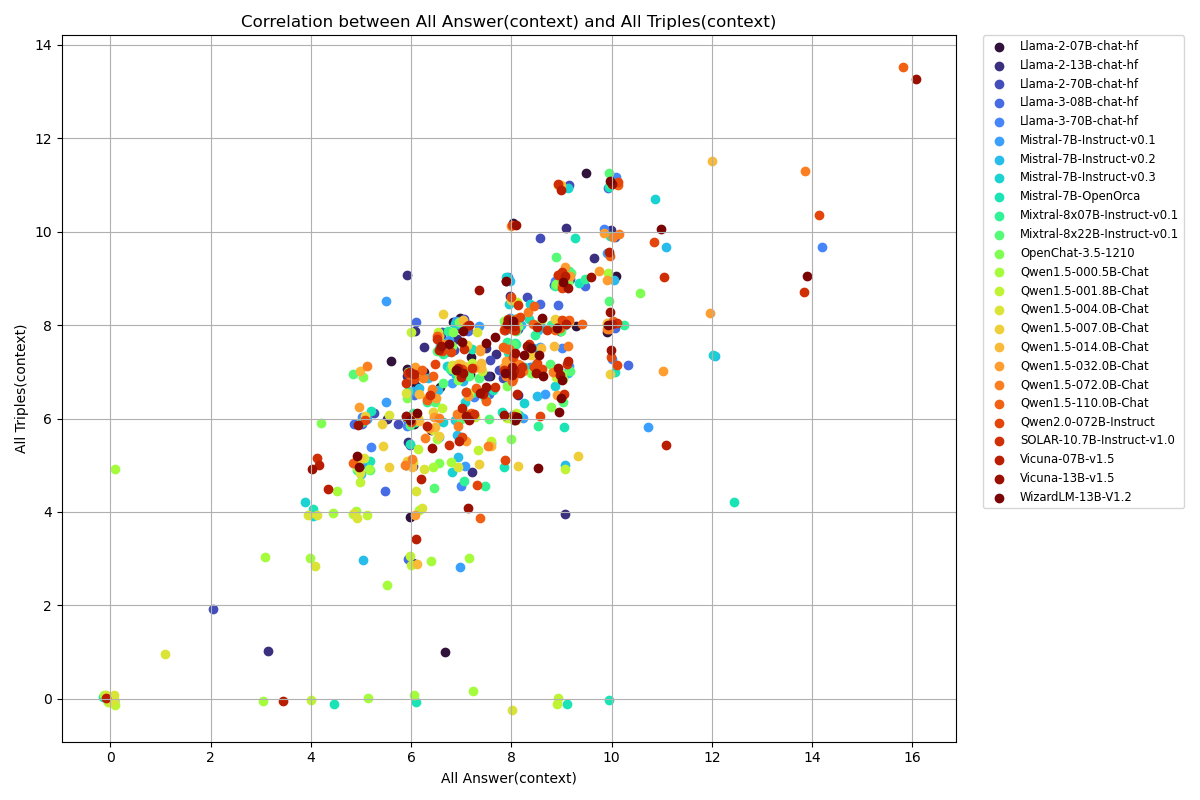 Correlation between All Answer(context) and All Triples(context)
14
12
10
8
6
4
2
0
All Triples(context)
0 2 4 6 8 10 12 14 16
All Answer(context)
Llama-2-07B-chat-hf
Llama-2-13B-chat-hf
Llama-2-70B-chat-hf
Llama-3-08B-chat-hf
Llama-3-70B-chat-hf
Mistral-7B-Instruct-v0.1
Mistral-7B-Instruct-v0.2
Mistral-7B-Instruct-v0.3
Mistral-7B-OpenOrca
Mixtral-8x07B-Instruct-v0.1
Mixtral-8x22B-Instruct-v0.1
OpenChat-3.5-1210
Qwen1.5-000.5B-Chat
Qwen1.5-001.8B-Chat
Qwen1.5-004.0B-Chat
Qwen1.5-007.0B-Chat
Qwen1.5-014.0B-Chat
Qwen1.5-032.0B-Chat
Qwen1.5-072.0B-Chat
Qwen1.5-110.0B-Chat
Qwen2.0-072B-Instruct
SOLAR-10.7B-Instruct-v1.0
Vicuna-07B-v1.5
Vicuna-13B-v1.5
WizardLM-13B-V1.2